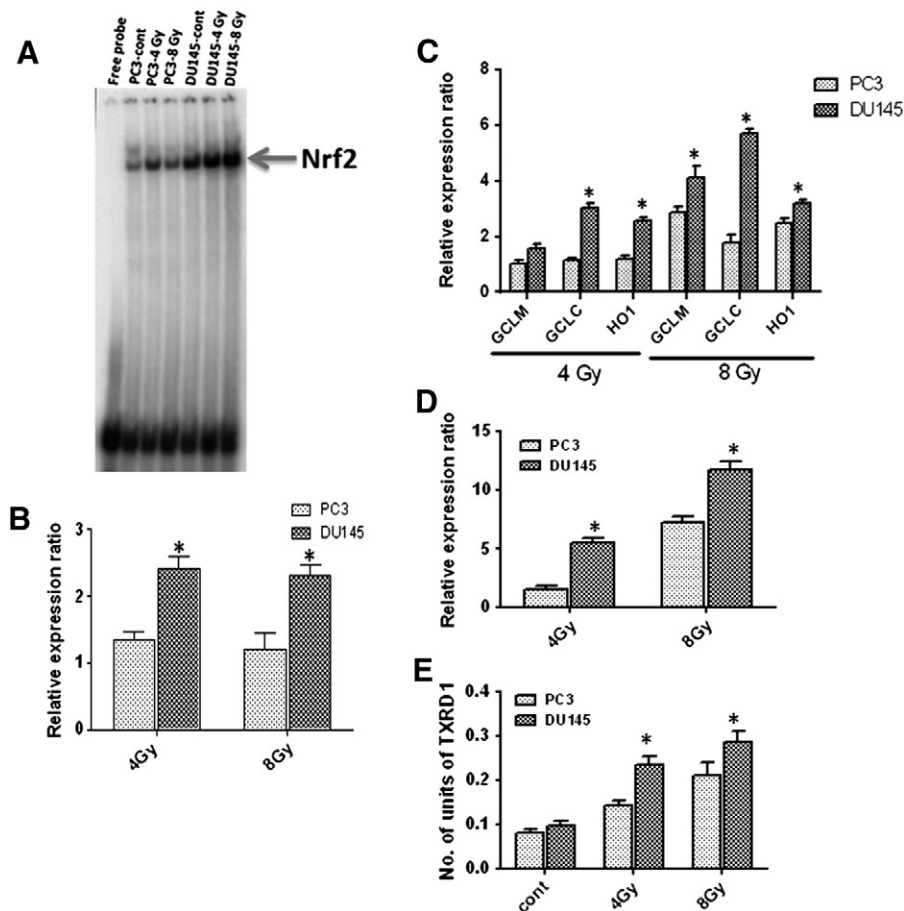 A
Free probe
PC3-cont
PC3-4 Gy
PC3-8 Gy
DU145-cont
DU145-4 Gy
DU145-8 Gy
Nrf2
B
Relative expression ratio
3
2
1
0
PC3
DU145
*
*
4Gy
8Gy
C
Relative expression ratio
8
6
4
2
0
PC3
DU145
*
*
*
*
*
GCLM
GCLC
HO1
GCLM
GCLC
HO1
4 Gy
8 Gy
D
Relative expression ratio
15
10
5
0
PC3
DU145
*
*
4Gy
8Gy
E
No. of units of TXRD1
0.4
0.3
0.2
0.1
0.0
PC3
DU145
*
*
cont
4Gy
8Gy